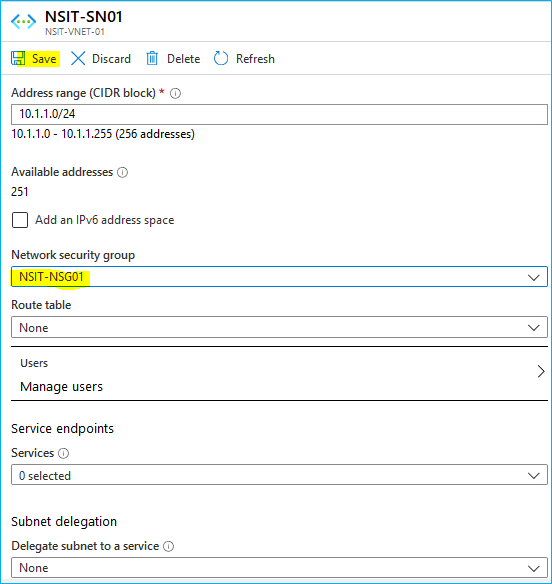 NSIT-SN01
NSIT-VNET-01
Save Discard Delete Refresh
Address range (CIDR block) *
10.1.1.0/24
10.1.1.0 - 10.1.1.255 (256 addresses)
Available addresses
251
Add an IPv6 address space
Network security group
NSIT-NSG01
Route table
None
Users
Manage users
Service endpoints
Services
0 selected
Subnet delegation
Delegate subnet to a service
None